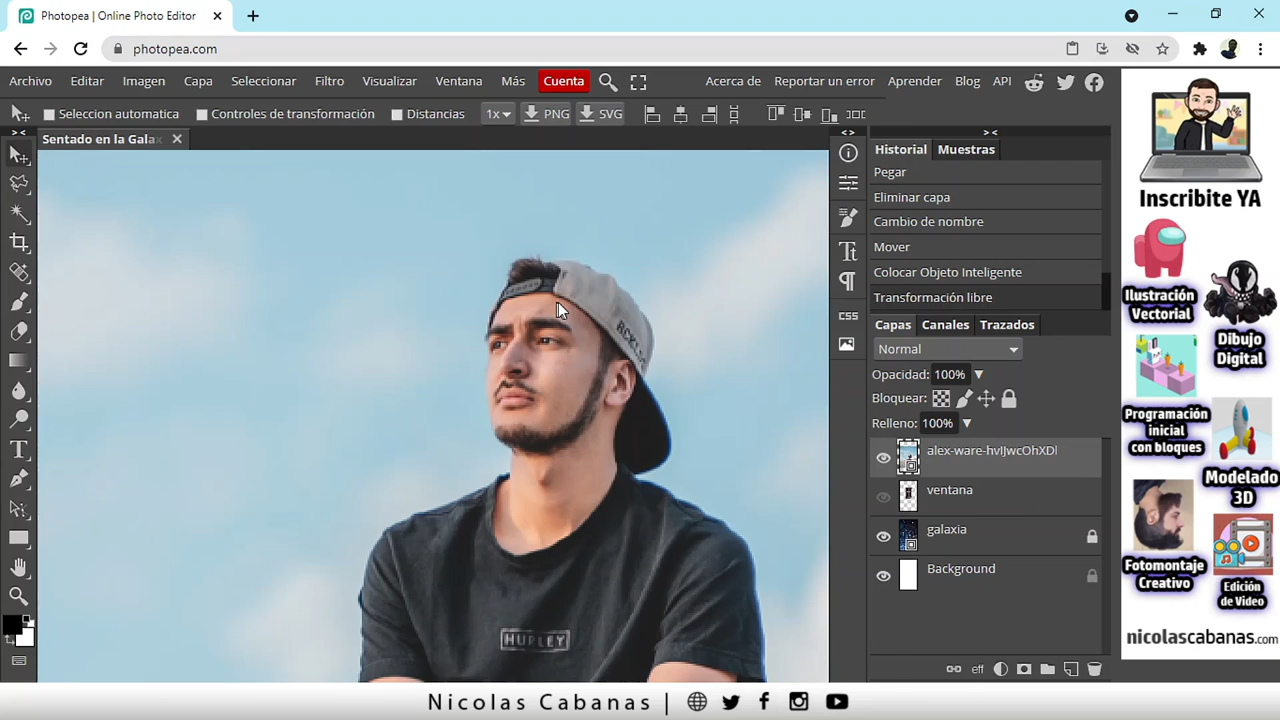 Photopea | Online Photo Editor
photopea.com
Archivo Editar Imagen Capa Seleccionar Filtro Visualizar Ventana Más Cuenta Acerca de Reportar un error Aprender Blog API
Seleccion automatica Controles de transformación Distancias 1x PNG SVG
Sentado en la Gala
Historial Muestras
Pegar
Eliminar capa
Cambio de nombre
Mover
Colocar Objeto Inteligente
Transformación libre
Capas Canales Trazados
Normal
Opacidad: 100%
Bloquear:
Relleno: 100%
alex-ware-hvIJwcOhXDI
ventana
galaxia
Background
eff
CSS
HURLEY
Inscribite YA
Ilustración
Vectorial
Dibujo
Digital
Programación
inicial
con bloques
Modelado
3D
Fotomontaje
Creativo
Edición
de Video
nicolascabanas.com
Nicolas Cabanas |